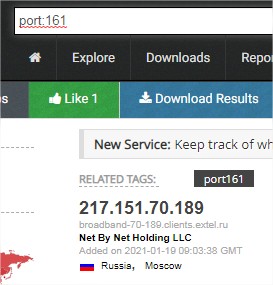 port:161
Explore Downloads
Like 1 Download Results
New Service: Keep track of
RELATED TAGS: port161
217.151.70.189
broadband-70-189.clients.extel.ru
Net By Net Holding LLC
Added on 2021-01-19 09:03:38 GMT
Russia, Moscow